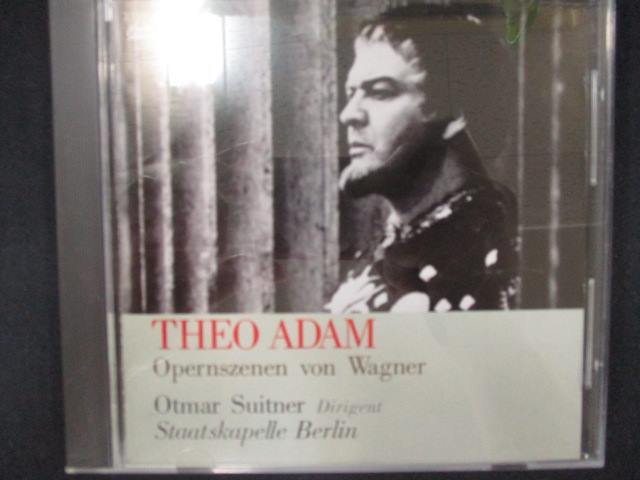 THEO ADAM
Opernszenen von Wagner
Otmar Suitner Dirigent
Staatskapelle Berlin